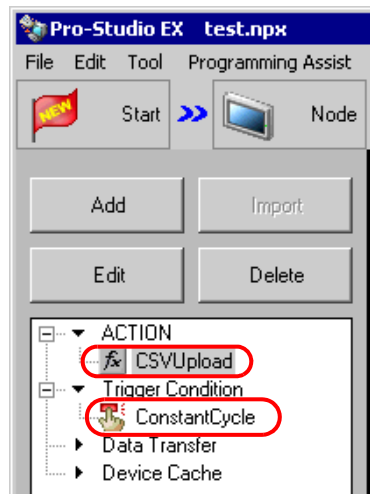 Pro-Studio EX test.npx
File Edit Tool Programming Assist
NEW Start >> Node
Add Import
Edit Delete
ACTION
fx CSVUpload
Trigger Condition
ConstantCycle
Data Transfer
Device Cache